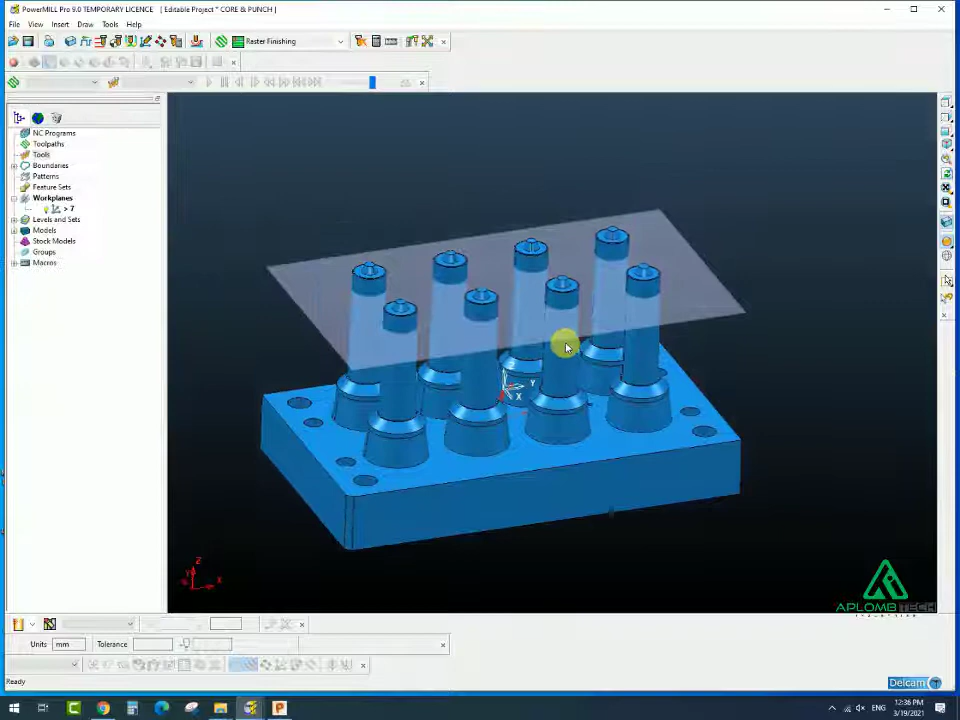 PowerMILL Pro 9.0 TEMPORARY LICENCE    [ Editable Project * CORE & PUNCH ]
File View Insert Draw Tools Help
Raster Finishing
NC Programs
Toolpaths
Tools
Boundaries
Patterns
Feature Sets
Workplanes
> 7
Levels and Sets
Models
Stock Models
Groups
Macros
Y
X
Z
Y
X
APLOMBTECH
Units mm Tolerance
Ready
Delcam
ENG
12:36 PM
3/19/2021